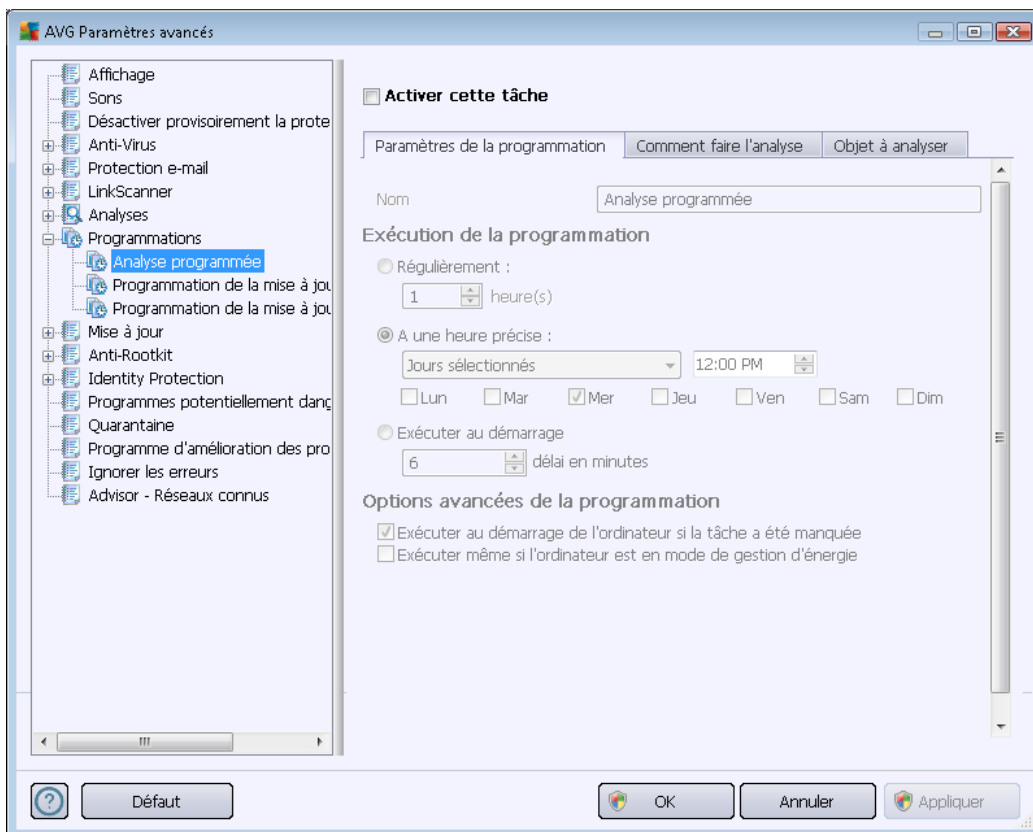 AVG Paramètres avancés
Affichage
Sons
Désactiver provisoirement la prote
Anti-Virus
Protection e-mail
LinkScanner
Analyses
Programmations
Analyse programmée
Programmation de la mise à jou
Programmation de la mise à jou
Mise à jour
Anti-Rootkit
Identity Protection
Programmes potentiellement dang
Quarantaine
Programme d'amélioration des pro
Ignorer les erreurs
Advisor - Réseaux connus
Activer cette tâche
Paramètres de la programmation Comment faire l'analyse Objet à analyser
Nom Analyse programmée
Exécution de la programmation
Régulièrement :
1 heure(s)
A une heure précise :
Jours sélectionnés 12:00 PM
Lun Mar Mer Jeu Ven Sam Dim
Exécuter au démarrage
6 délai en minutes
Options avancées de la programmation
Exécuter au démarrage de l'ordinateur si la tâche a été manquée
Exécuter même si l'ordinateur est en mode de gestion d'énergie
? Défaut OK Annuler Appliquer